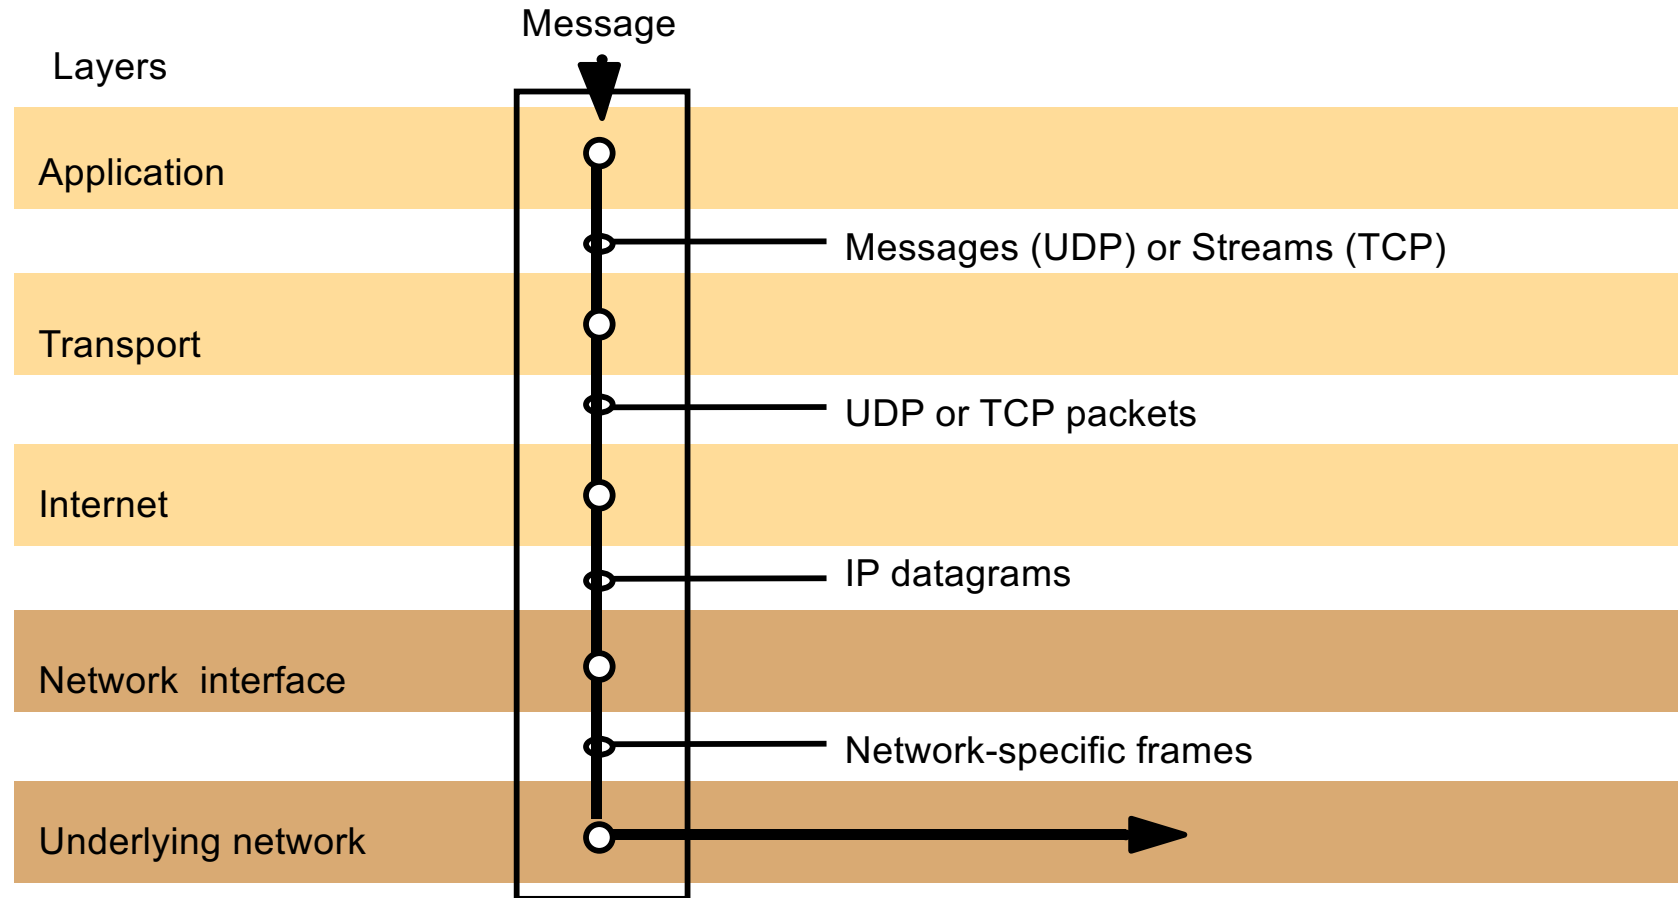 Message
Layers
Application
Messages (UDP) or Streams (TCP)
Transport
UDP or TCP packets
Internet
IP datagrams
Network interface
Network-specific frames
Underlying network